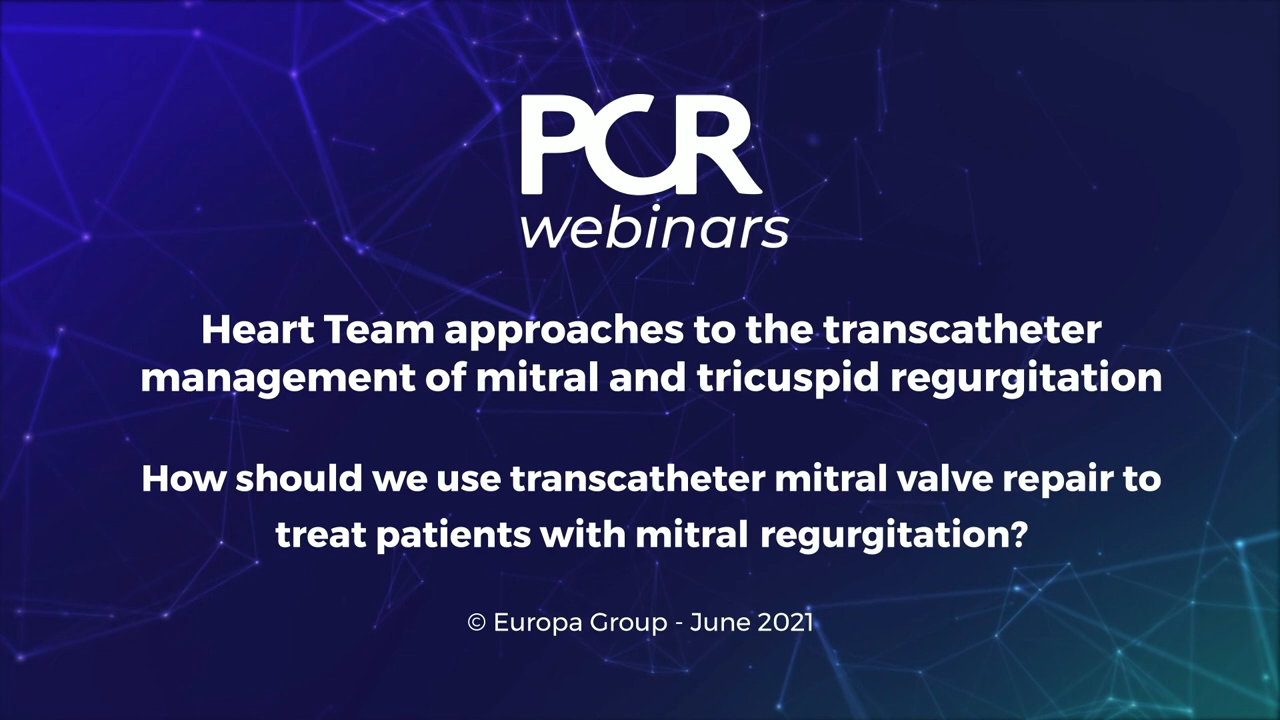 PCR
webinars
Heart Team approaches to the transcatheter
management of mitral and tricuspid regurgitation
How should we use transcatheter mitral valve repair to
treat patients with mitral regurgitation?
© Europa Group - June 2021